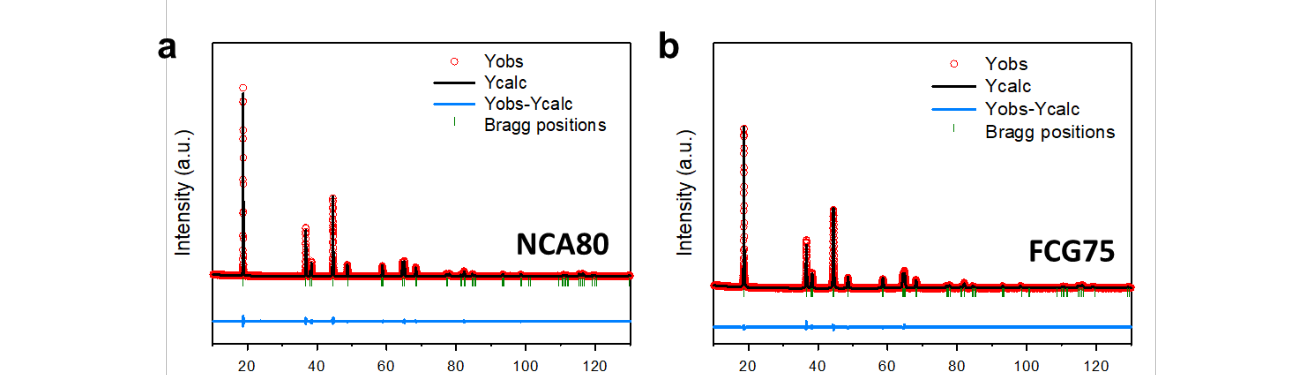 a
Yobs
Ycalc
Yobs-Ycalc
Bragg positions
Intensity (a.u.)
NCA80
20 40 60 80 100 120
b
Yobs
Ycalc
Yobs-Ycalc
Bragg positions
Intensity (a.u.)
FCG75
20 40 60 80 100 120